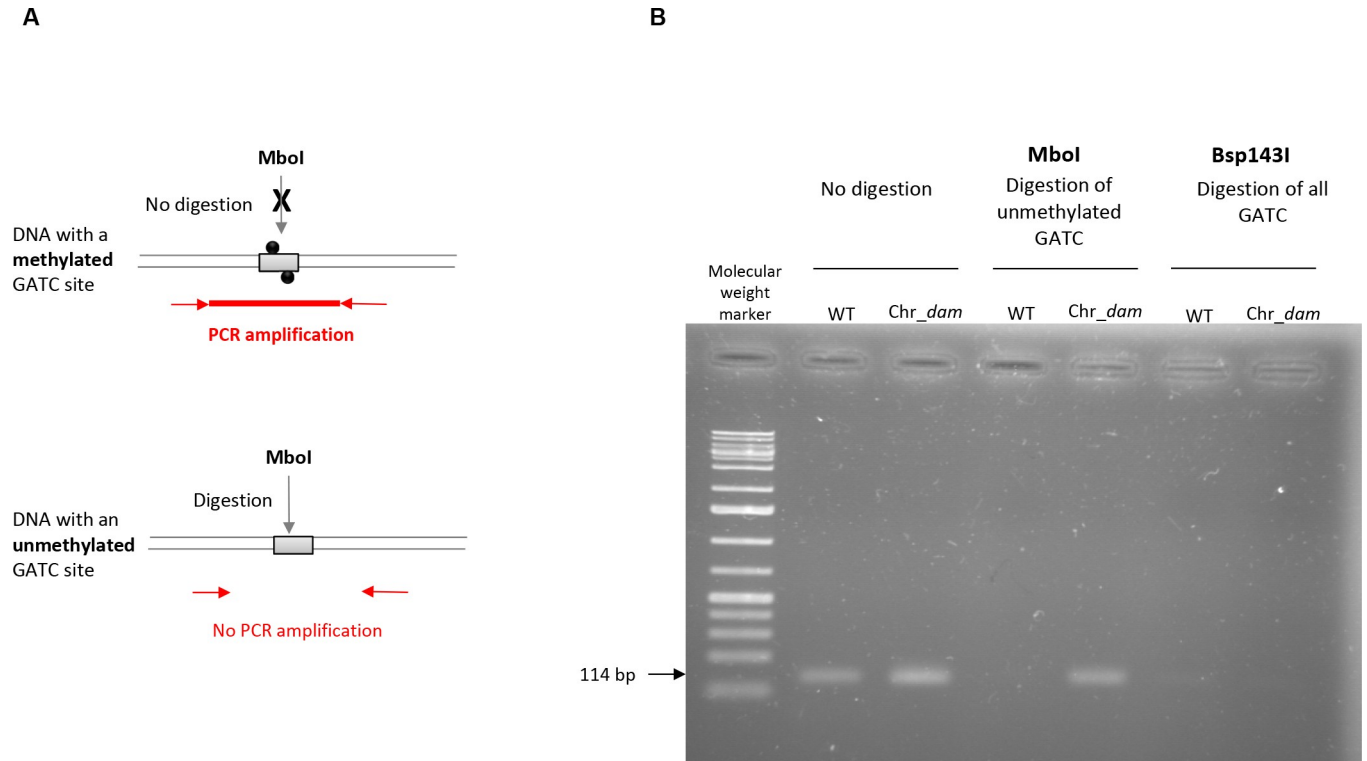 A
MboI
No digestion
X
DNA with a
methylated
GATC site
PCR amplification
MboI
Digestion
DNA with an
unmethylated
GATC site
No PCR amplification
B
MboI
Bsp143I
No digestion
Digestion of
unmethylated
GATC
Digestion of all
GATC
Molecular
weight
marker
WT
Chr_dam
WT
Chr_dam
WT
Chr_dam
114 bp